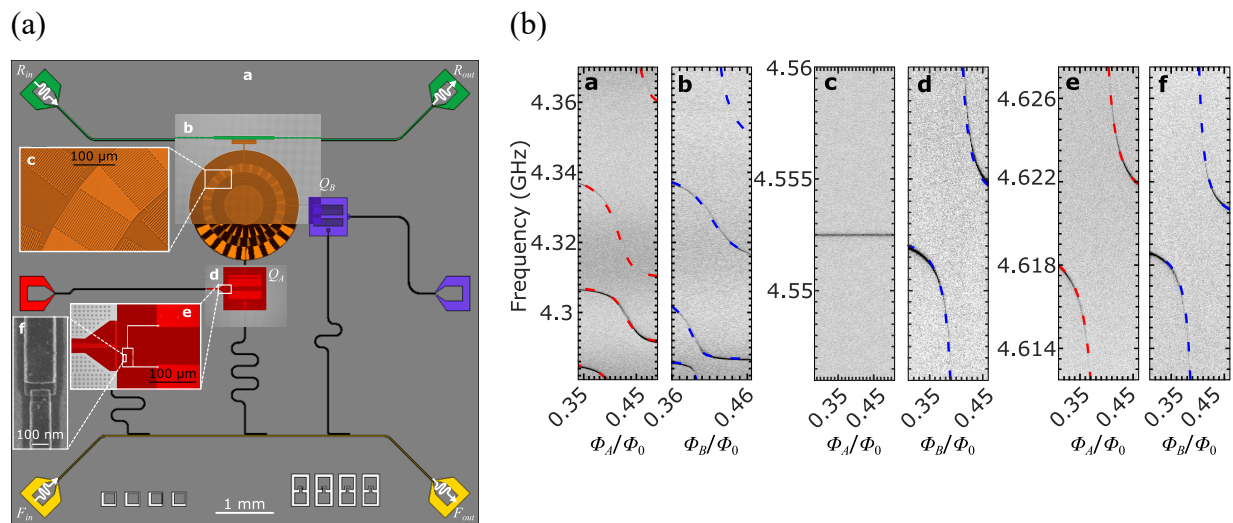 (a)
(b)
R_in
a
R_out
b
c
100 μm
Q_B
d
Q_A
e
100 μm
f
100 nm
F_in
1 mm
F_out
Frequency (GHz)
4.36
4.34
4.32
4.3
a
b
0.35
0.45
0.36
0.46
Φ_A/Φ_0
Φ_B/Φ_0
4.56
4.555
4.55
c
d
0.35
0.45
0.35
0.45
Φ_A/Φ_0
Φ_B/Φ_0
4.626
4.622
4.618
4.614
e
f
0.35
0.45
0.35
0.45
Φ_A/Φ_0
Φ_B/Φ_0